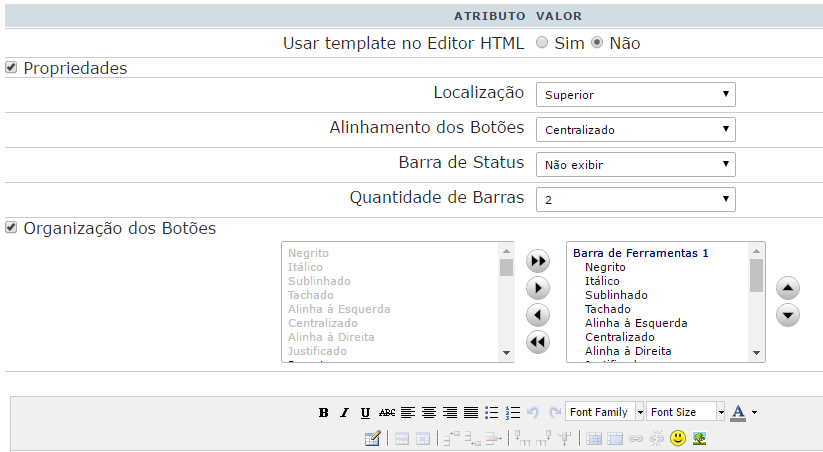 ATRIBUTO VALOR
Usar template no Editor HTML Sim Não
Propriedades
Localização Superior
Alinhamento dos Botões Centralizado
Barra de Status Não exibir
Quantidade de Barras 2
Organização dos Botões
Negrito
Itálico
Sublinhado
Tachado
Alinha à Esquerda
Centralizado
Alinha à Direita
Justificado
Barra de Ferramentas 1
Negrito
Itálico
Sublinhado
Tachado
Alinha à Esquerda
Centralizado
Alinha à Direita
Justificado
B I U ABC Font Family Font Size A